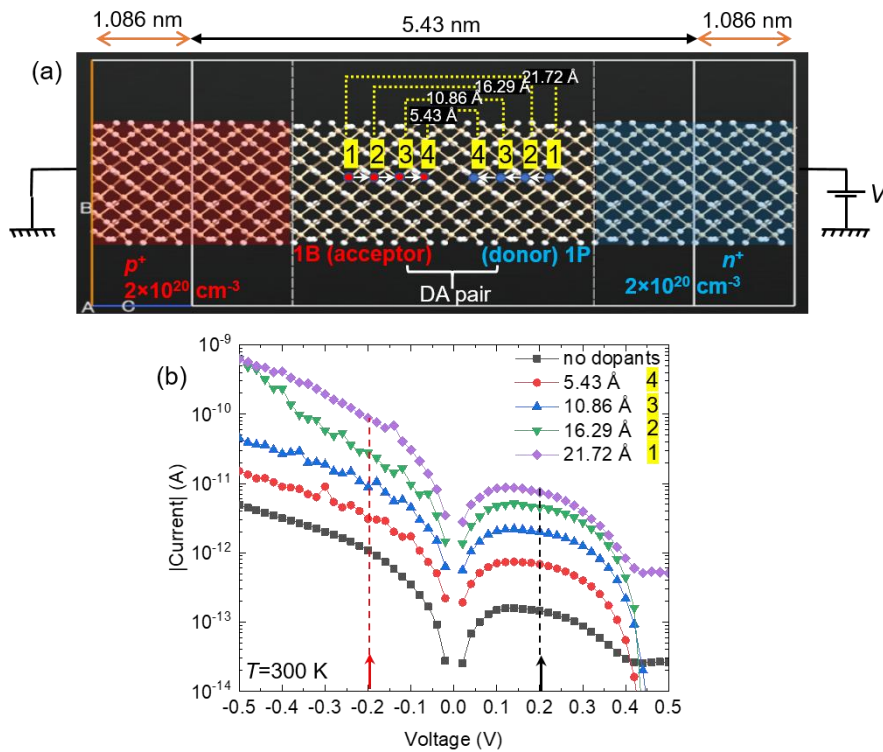 1.086 nm
5.43 nm
1.086 nm
(a)
21.72 Å
16.29 Å
10.86 Å
5.43 Å
1 2 3 4 4 3 2 1
V
B
1B (acceptor) (donor) 1P
p+
2×10²⁰ cm⁻³
n+
2×10²⁰ cm⁻³
DA pair
A C
(b)
10⁻⁹
10⁻¹⁰
10⁻¹¹
10⁻¹²
10⁻¹³
10⁻¹⁴
|Current| (A)
no dopants
5.43 Å 4
10.86 Å 3
16.29 Å 2
21.72 Å 1
T=300 K
-0.5 -0.4 -0.3 -0.2 -0.1 0.0 0.1 0.2 0.3 0.4 0.5
Voltage (V)